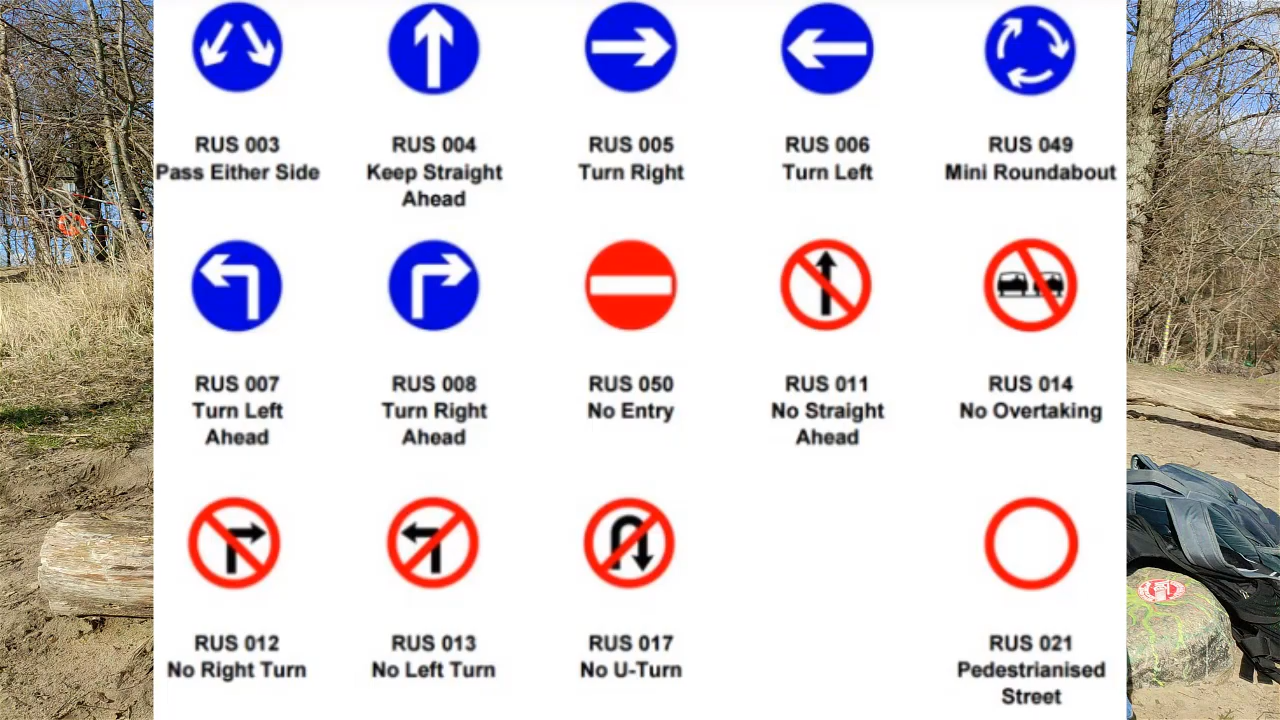 RUS 003
Pass Either Side
RUS 004
Keep Straight
Ahead
RUS 005
Turn Right
RUS 006
Turn Left
RUS 049
Mini Roundabout
RUS 007
Turn Left
Ahead
RUS 008
Turn Right
Ahead
RUS 050
No Entry
RUS 011
No Straight
Ahead
RUS 014
No Overtaking
RUS 012
No Right Turn
RUS 013
No Left Turn
RUS 017
No U-Turn
RUS 021
Pedestrianised
Street